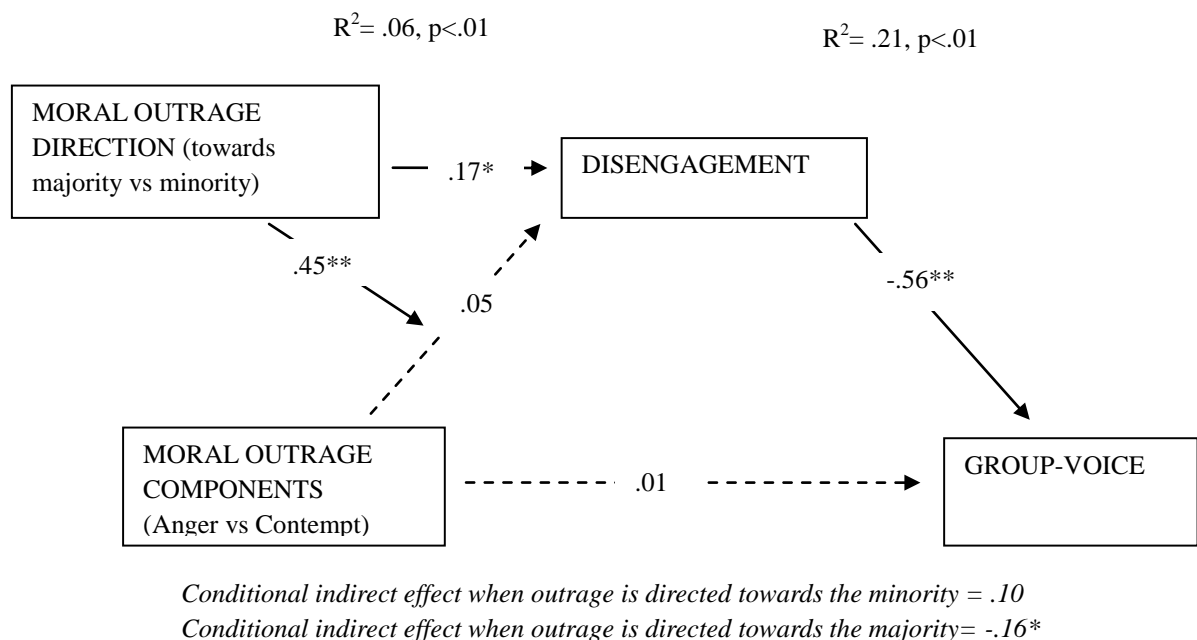 R²= .06, p<.01
R²= .21, p<.01
MORAL OUTRAGE
DIRECTION (towards
majority vs minority)
.17*
DISENGAGEMENT
.45**
.05
-.56**
MORAL OUTRAGE
COMPONENTS
(Anger vs Contempt)
.01
GROUP-VOICE
Conditional indirect effect when outrage is directed towards the minority = .10
Conditional indirect effect when outrage is directed towards the majority= -.16*